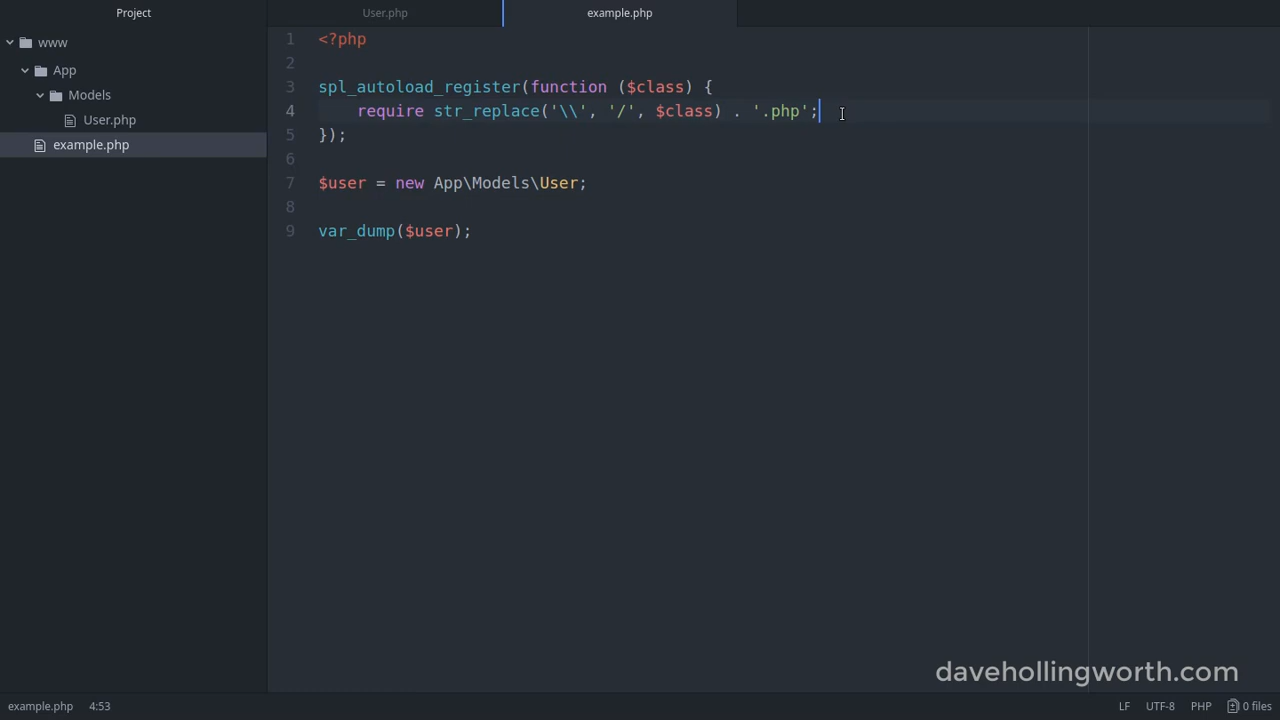 Project
User.php
example.php
www
App
Models
User.php
example.php
1 <?php
2
3 spl_autoload_register(function ($class) {
4     require str_replace('\\', '/', $class) . '.php';
5 });
6
7 $user = new App\Models\User;
8
9 var_dump($user);
davehollingworth.com
example.php 4:53 LF UTF-8 PHP 0 files